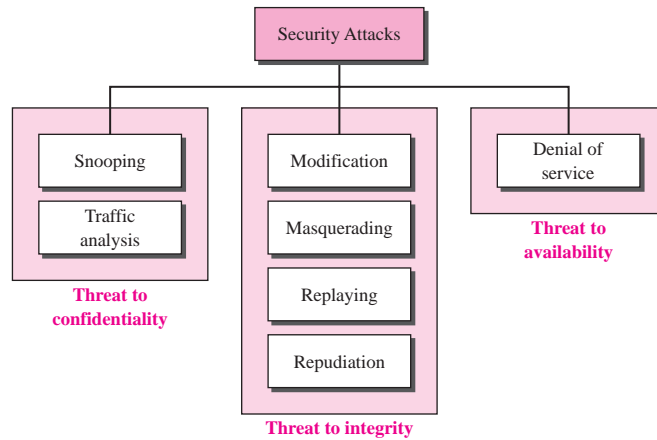 Security Attacks
Snooping
Traffic
analysis
Threat to
confidentiality
Modification
Masquerading
Replaying
Repudiation
Threat to integrity
Denial of
service
Threat to
availability